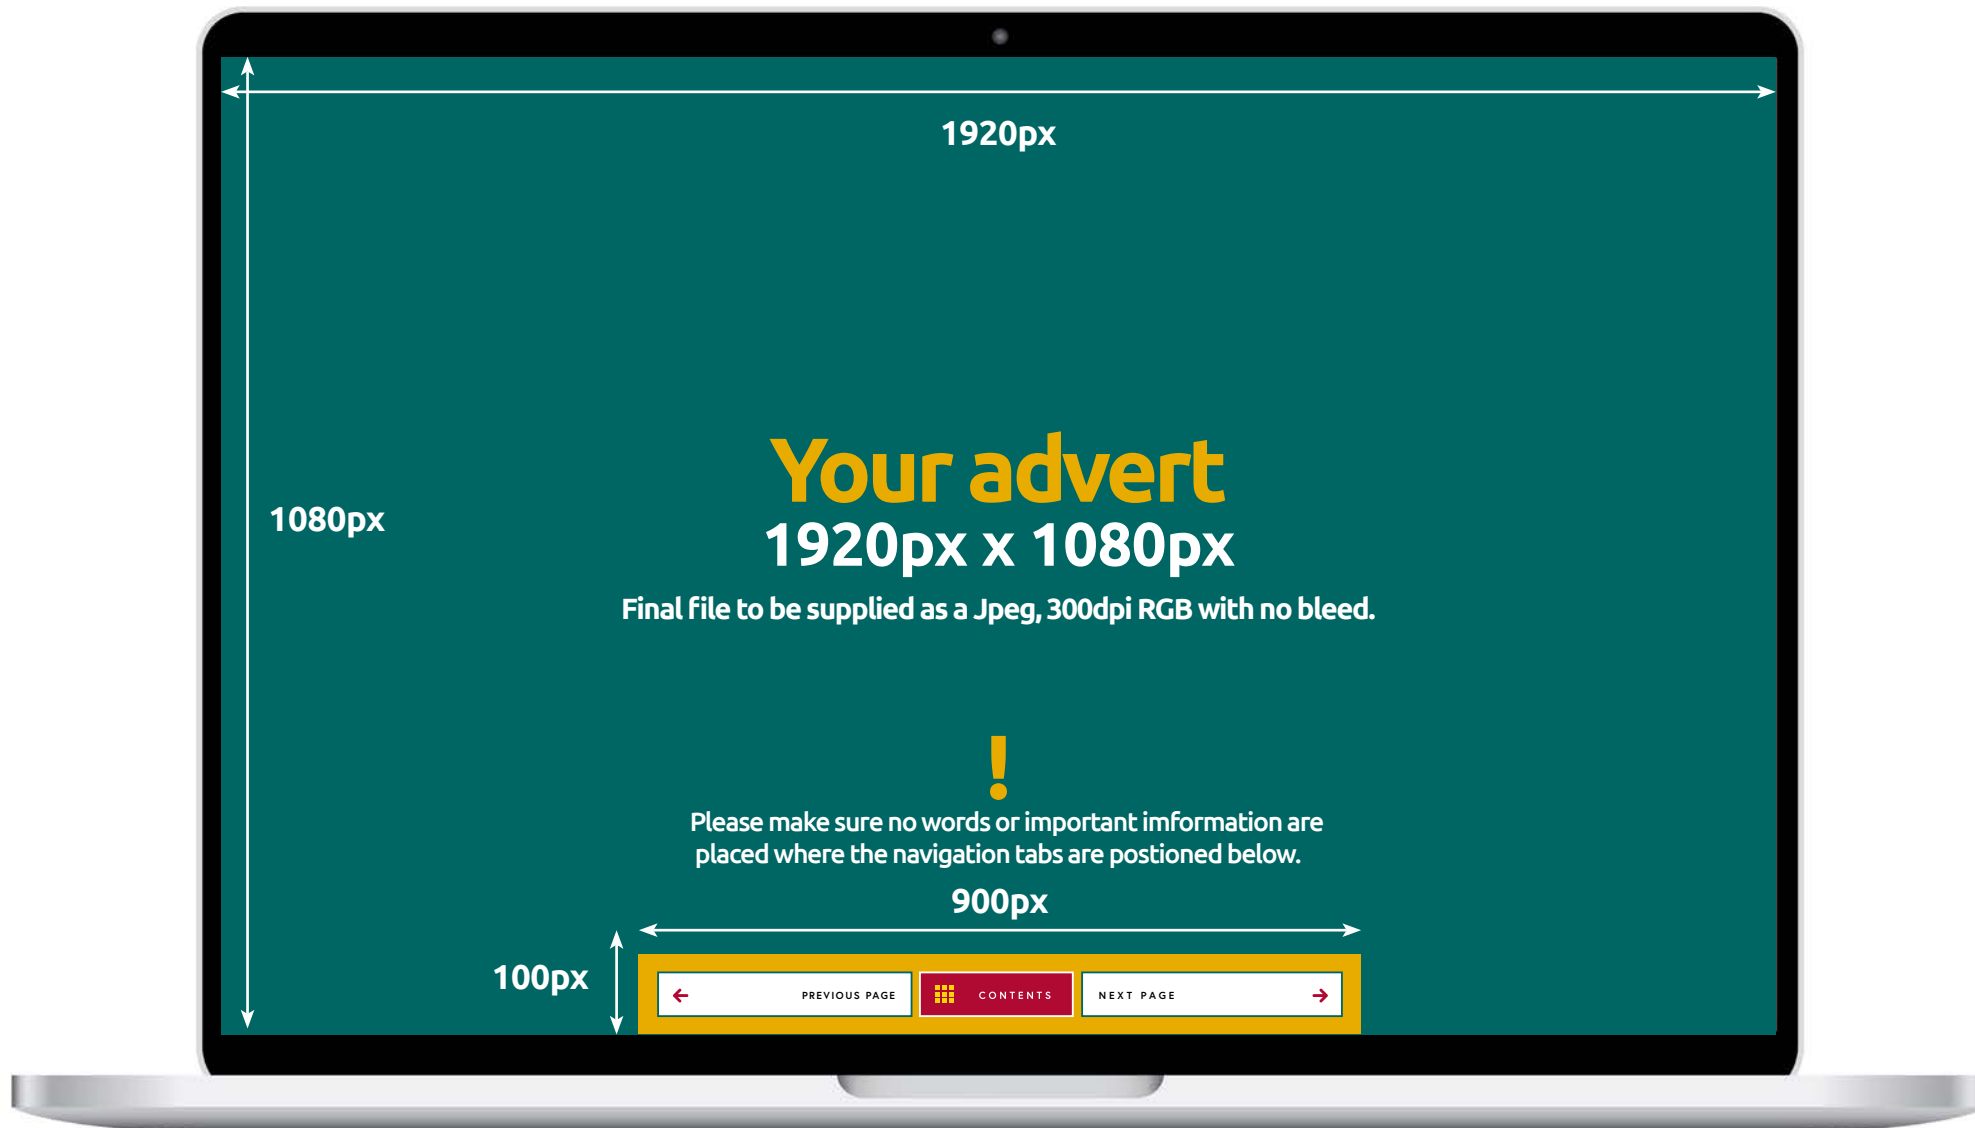 1920px
1080px
Your advert
1920px x 1080px
Final file to be supplied as a Jpeg, 300dpi RGB with no bleed.
!
Please make sure no words or important imformation are
placed where the navigation tabs are postioned below.
900px
100px
PREVIOUS PAGE
CONTENTS
NEXT PAGE